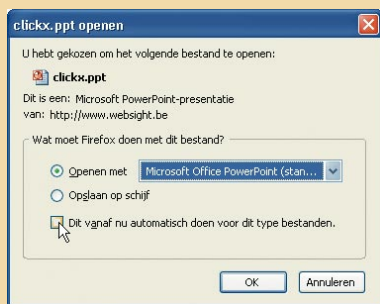 clickx.ppt openen
U hebt gekozen om het volgende bestand te openen:
clickx.ppt
Dit is een: Microsoft PowerPoint-presentatie
van: http://www.websight.be
Wat moet Firefox doen met dit bestand?
Openen met Microsoft Office PowerPoint (stan...
Opslaan op schijf
Dit vanaf nu automatisch doen voor dit type bestanden.
OK Annuleren